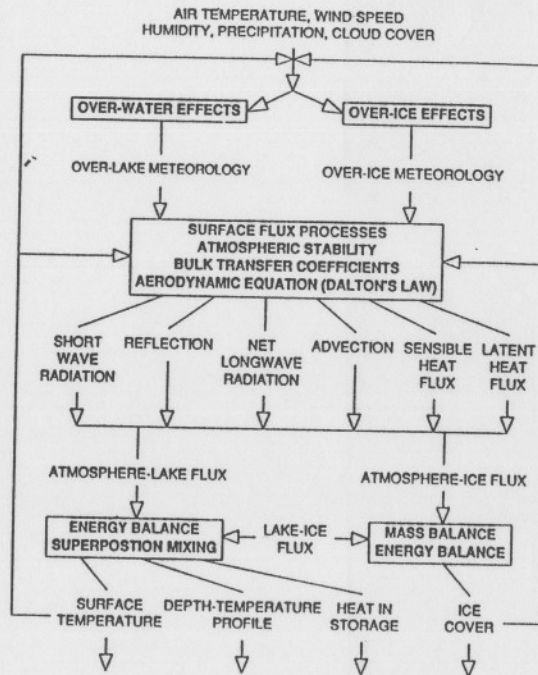 AIR TEMPERATURE, WIND SPEED
HUMIDITY, PRECIPITATION, CLOUD COVER
OVER-WATER EFFECTS
OVER-ICE EFFECTS
OVER-LAKE METEOROLOGY
OVER-ICE METEOROLOGY
SURFACE FLUX PROCESSES
ATMOSPHERIC STABILITY
BULK TRANSFER COEFFICIENTS
AERODYNAMIC EQUATION (DALTON'S LAW)
SHORT
WAVE
RADIATION
REFLECTION
NET
LONGWAVE
RADIATION
ADVECTION
SENSIBLE
HEAT
FLUX
LATENT
HEAT
FLUX
ATMOSPHERE-LAKE FLUX
ATMOSPHERE-ICE FLUX
ENERGY BALANCE
SUPERPOSTION MIXING
LAKE-ICE
FLUX
MASS BALANCE
ENERGY BALANCE
SURFACE
TEMPERATURE
DEPTH-TEMPERATURE
PROFILE
HEAT IN
STORAGE
ICE
COVER